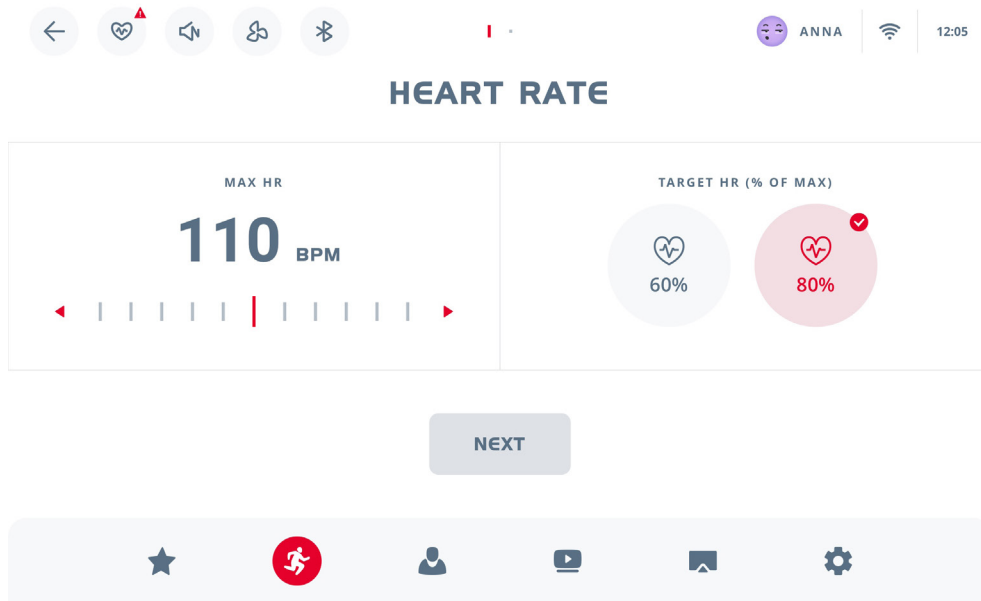 ANNA
12:05
HEART RATE
MAX HR
110 BPM
TARGET HR (% OF MAX)
60%
80%
NEXT